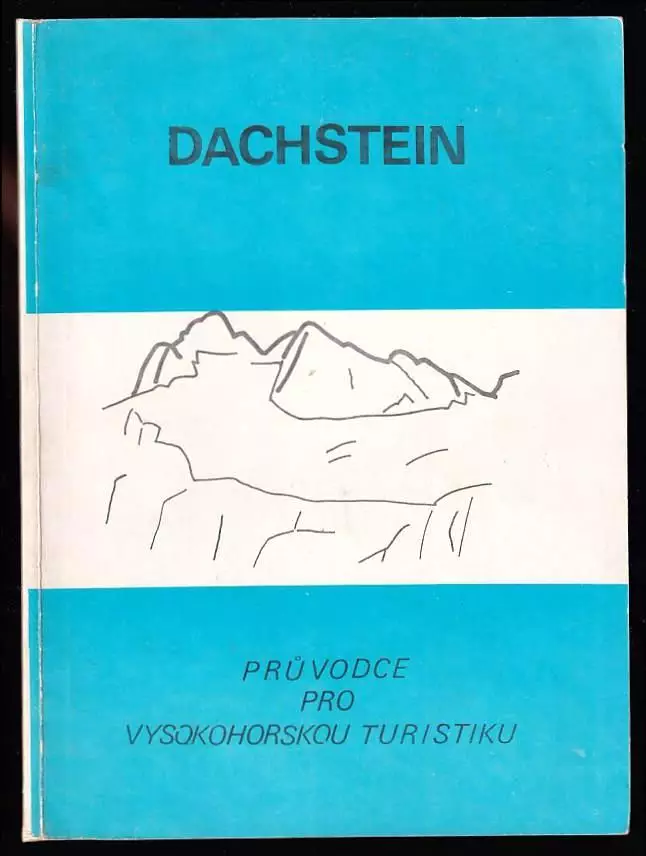 DACHSTEIN
PRŮVODCE
PRO
VYSOKOHORSKOU TURISTIKU